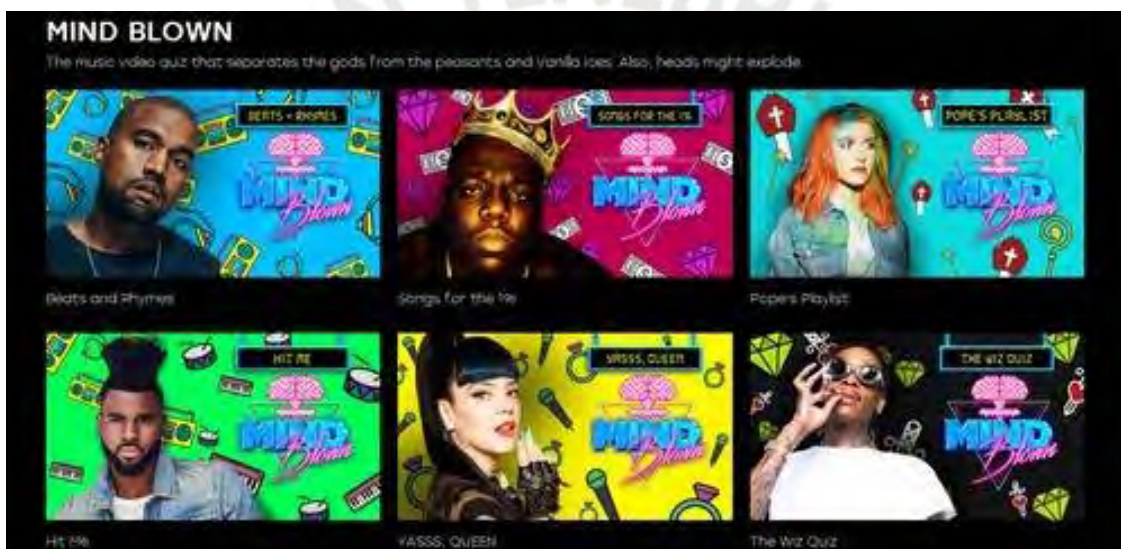 MIND BLOWN
The music video quiz that separates the gods from the peasants and Vanilla Ices. Also, heads might explode.
BEATS + RHYMES
MIND
Blown
SONGS FOR THE 1%
MIND
Blown
POPE'S PLAYLIST
MIND
Blown
Beats and Rhymes
Songs for the 1%
Pope's Playlist
HIT ME
MIND
Blown
YASSS, QUEEN
MIND
Blown
THE WIZ QUIZ
MIND
Blown
Hit Me
YASSS, QUEEN
The Wiz Quiz